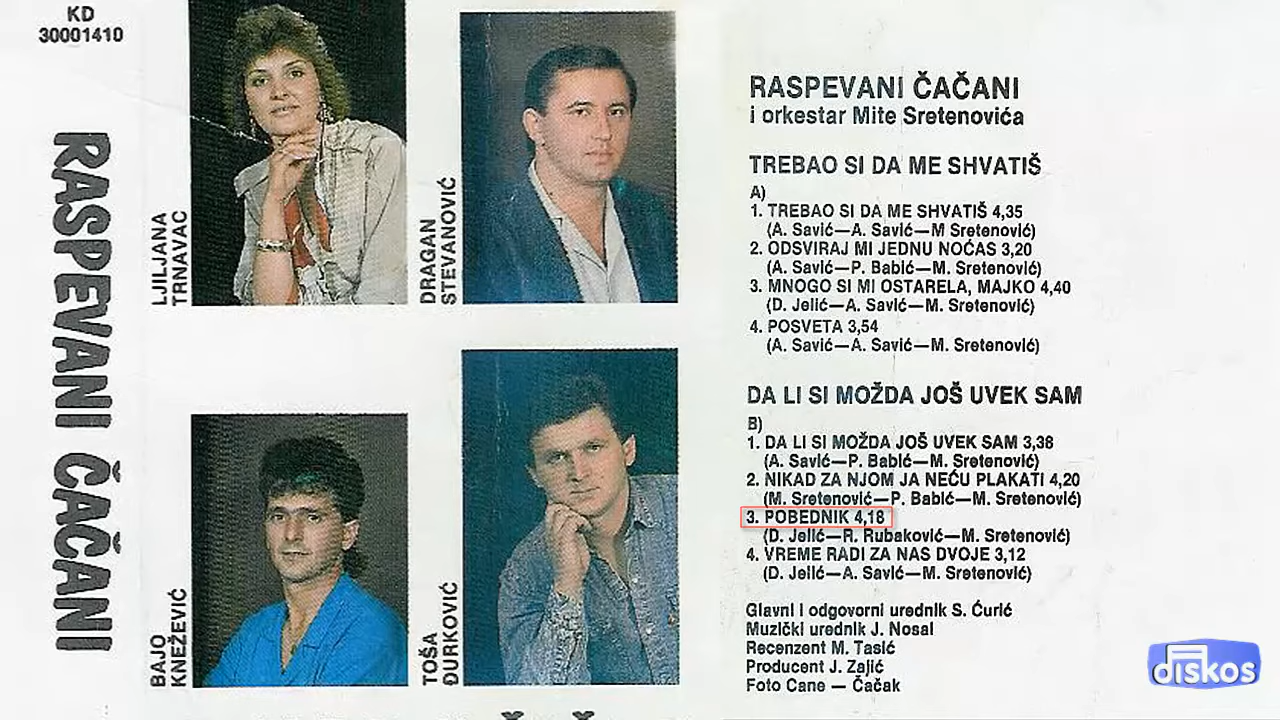 KD
30001410
RASPEVANI ČAČANI
LJILJANA
TRNAVAC
DRAGAN
STEVANOVIĆ
BAJO
KNEŽEVIĆ
TOŠA
ĐURKOVIĆ
RASPEVANI ČAČANI
i orkestar Mite Sretenovića
TREBAO SI DA ME SHVATIŠ
A)
1. TREBAO SI DA ME SHVATIŠ 4,35
(A. Savić—A. Savić—M Sretenović)
2. ODSVIRAJ MI JEDNU NOĆAS 3,20
(A. Savić—P. Babić—M. Sretenović)
3. MNOGO SI MI OSTARELA, MAJKO 4,40
(D. Jelić—A. Savić—M. Sretenović)
4. POSVETA 3,54
(A. Savić—A. Savić—M. Sretenović)
DA LI SI MOŽDA JOŠ UVEK SAM
B)
1. DA LI SI MOŽDA JOŠ UVEK SAM 3,38
(A. Savić—P. Babić—M. Sretenović)
2. NIKAD ZA NJOM JA NEĆU PLAKATI 4,20
(M. Sretenović—P. Babić—M. Sretenović)
3. POBEDNIK 4,18
(D. Jelić—R. Rubaković—M. Sretenović)
4. VREME RADI ZA NAS DVOJE 3,12
(D. Jelić—A. Savić—M. Sretenović)
Glavni i odgovorni urednik S. Ćurić
Muzički urednik J. Nosal
Recenzent M. Tasić
Producent J. Zajić
Foto Cane — Čačak
diskos